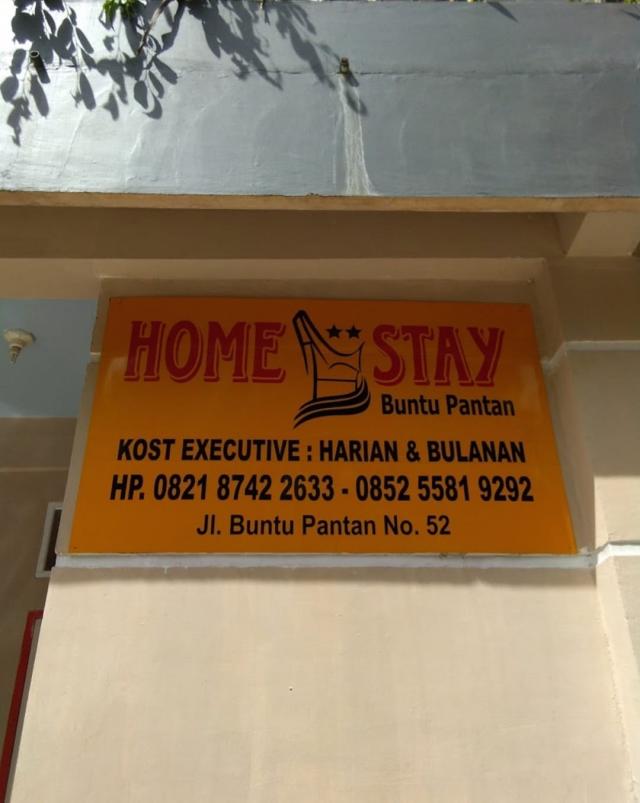 HOME STAY
Buntu Pantan
KOST EXECUTIVE : HARIAN & BULANAN
HP. 0821 8742 2633 - 0852 5581 9292
Jl. Buntu Pantan No. 52